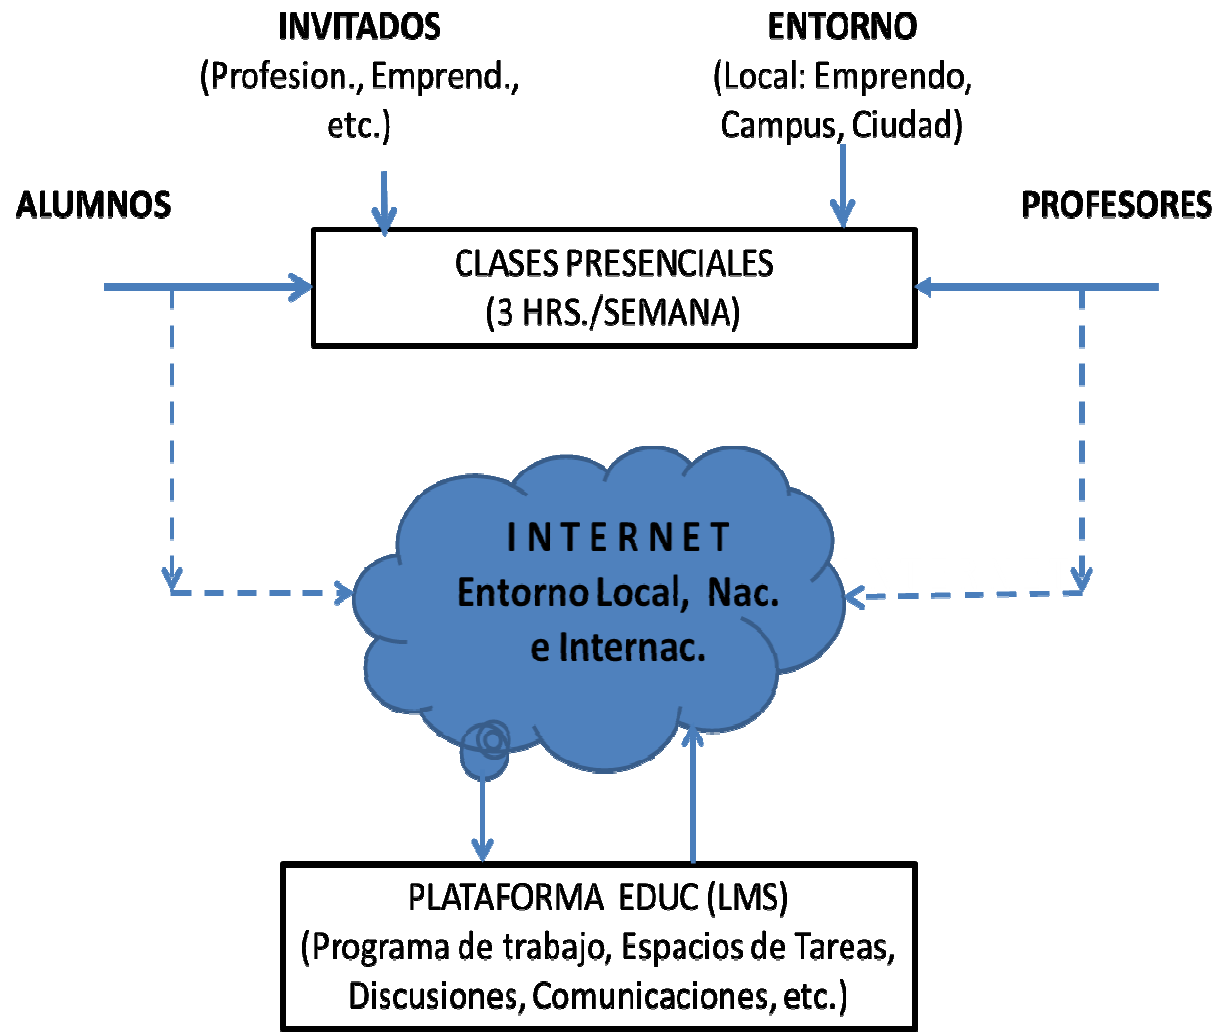 INVITADOS
(Profesion., Emprend.,
etc.)
ENTORNO
(Local: Emprendo,
Campus, Ciudad)
ALUMNOS
PROFESORES
CLASES PRESENCIALES
(3 HRS./SEMANA)
I N T E R N E T
Entorno Local, Nac.
e Internac.
PLATAFORMA EDUC (LMS)
(Programa de trabajo, Espacios de Tareas,
Discusiones, Comunicaciones, etc.)